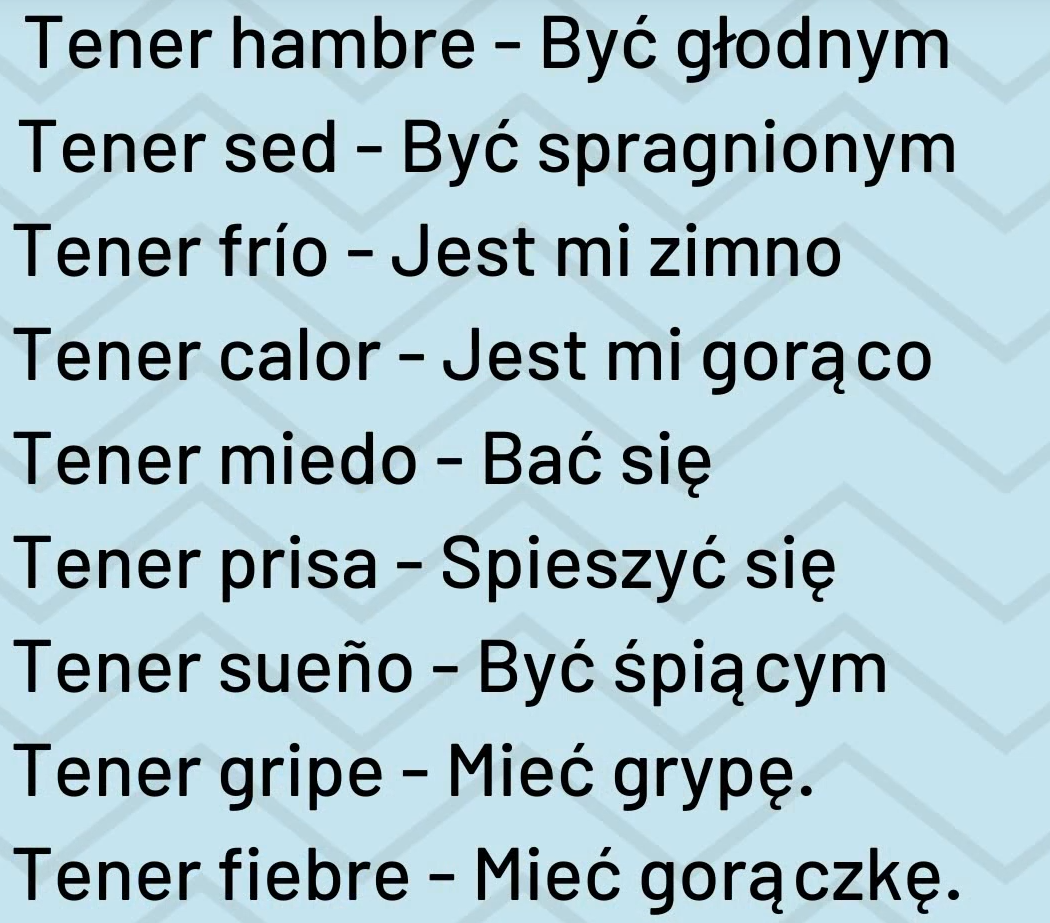 Tener hambre - Być głodnym
Tener sed - Być spragnionym
Tener frío - Jest mi zimno
Tener calor - Jest mi gorąco
Tener miedo - Bać się
Tener prisa - Spieszyć się
Tener sueño - Być śpiącym
Tener gripe - Mieć grypę.
Tener fiebre - Mieć gorączkę.